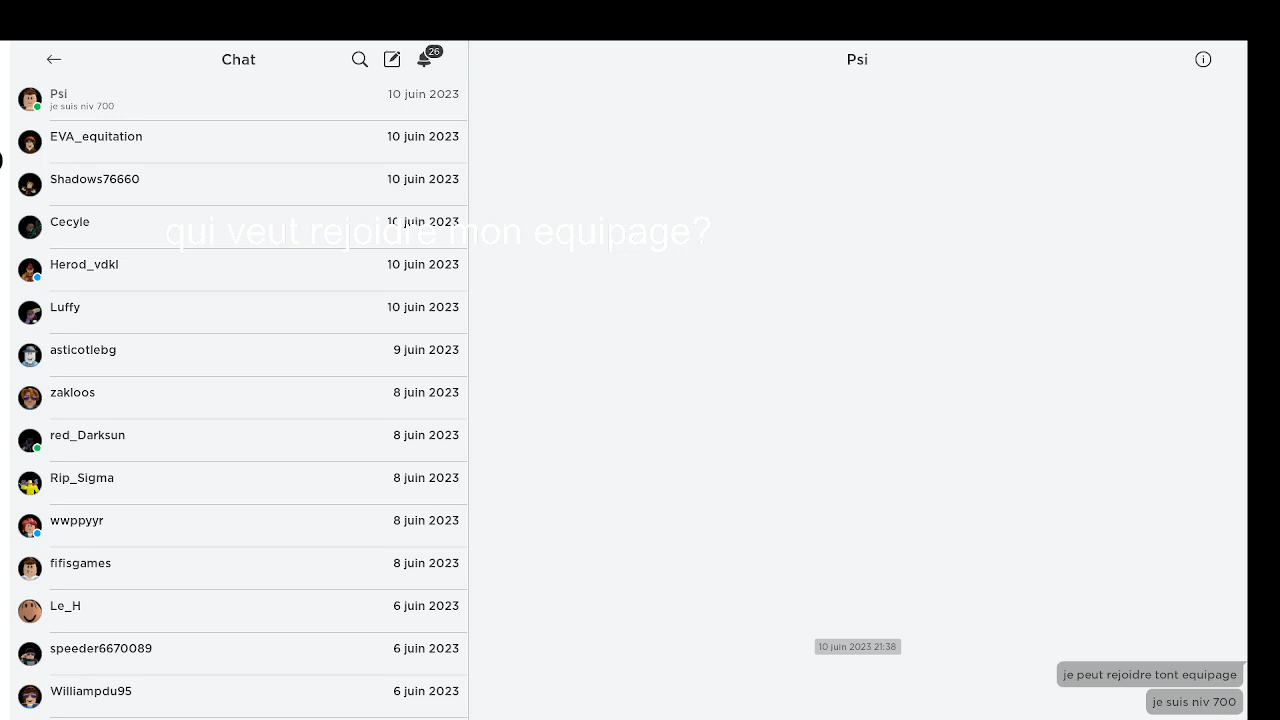 Chat
26
Psi
Psi
10 juin 2023
je suis niv 700
EVA_equitation
10 juin 2023
Shadows76660
10 juin 2023
Cecyle
10 juin 2023
qui veut rejoidre mon equipage?
Herod_vdkl
10 juin 2023
Luffy
10 juin 2023
asticotlebg
9 juin 2023
zakloos
8 juin 2023
red_Darksun
8 juin 2023
Rip_Sigma
8 juin 2023
wwppyyr
8 juin 2023
fifisgames
8 juin 2023
Le_H
6 juin 2023
speeder6670089
6 juin 2023
Williampdu95
6 juin 2023
10 juin 2023 21:38
je peut rejoidre tont equipage
je suis niv 700